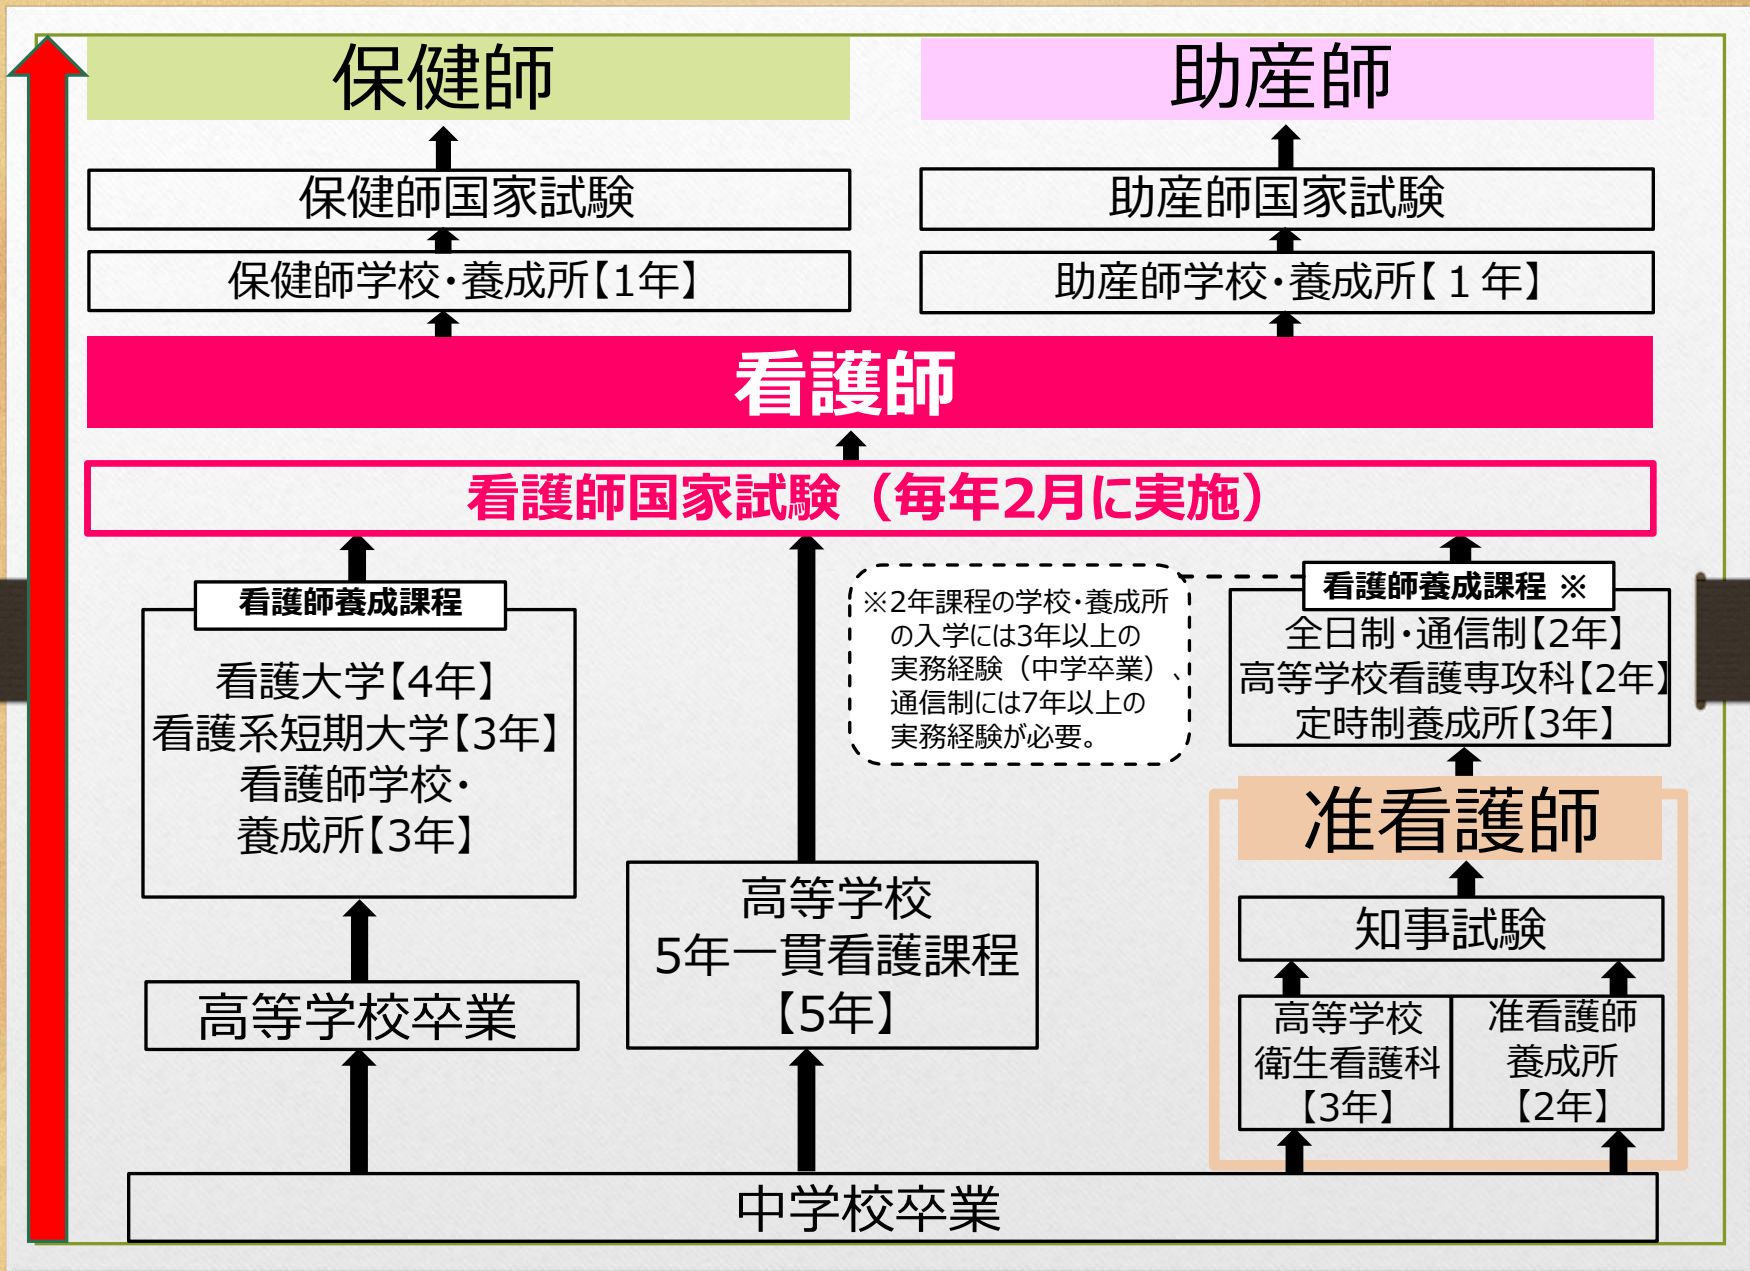 保健師
助産師
保健師国家試験
助産師国家試験
保健師学校・養成所【1年】
助産師学校・養成所【１年】
看護師
看護師国家試験（毎年2月に実施）
看護師養成課程
看護大学【4年】
看護系短期大学【3年】
看護師学校・
養成所【3年】
高等学校卒業
高等学校
5年一貫看護課程
【5年】
※2年課程の学校・養成所
の入学には3年以上の
実務経験（中学卒業）、
通信制には7年以上の
実務経験が必要。
看護師養成課程 ※
全日制・通信制【2年】
高等学校看護専攻科【2年】
定時制養成所【3年】
准看護師
知事試験
高等学校
衛生看護科
【3年】
准看護師
養成所
【2年】
中学校卒業